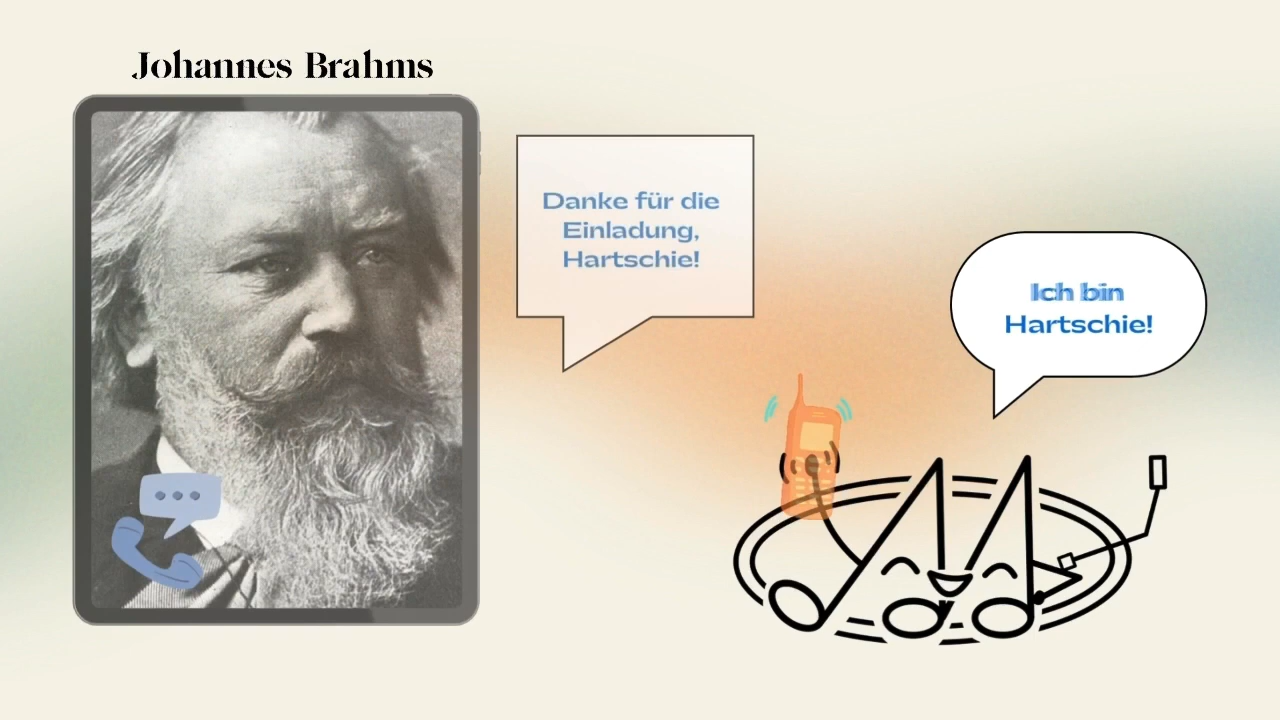 Johannes Brahms
Danke für die
Einladung,
Hartschie!
Ich bin
Hartschie!